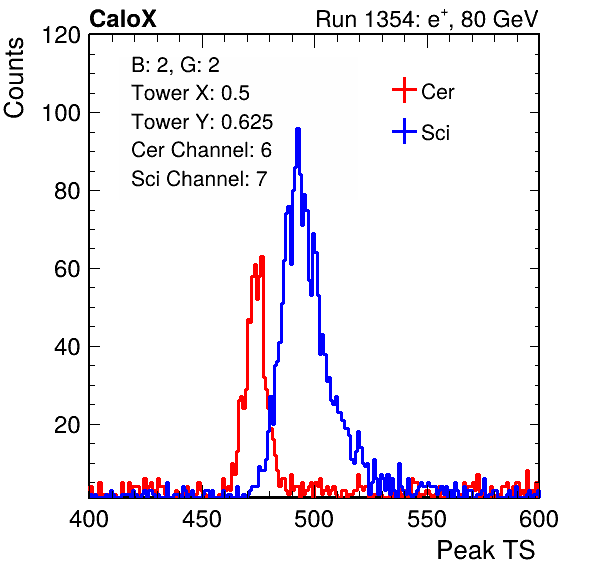 CaloX Run 1354: e⁺, 80 GeV
Counts
120
100
80
60
40
20
B: 2, G: 2
Tower X: 0.5
Tower Y: 0.625
Cer Channel: 6
Sci Channel: 7
Cer
Sci
400 450 500 550 600
Peak TS